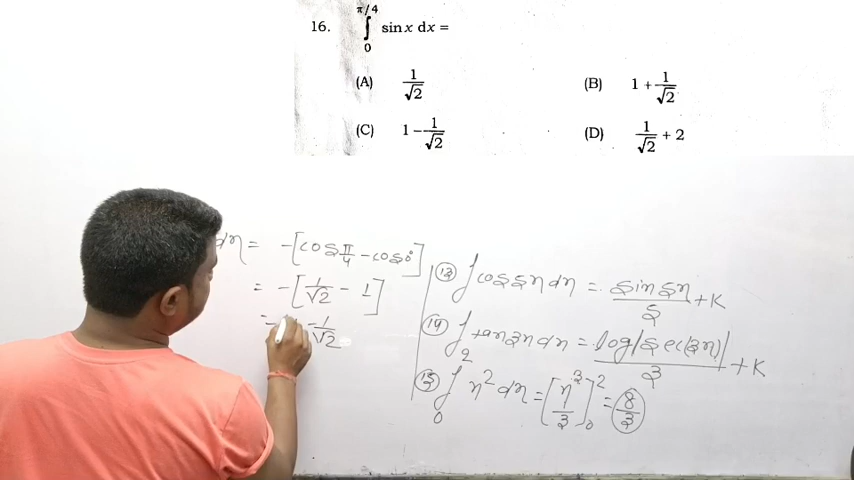 16. ∫₀^{π/4} sin x dx =
(A) 1/√2
(B) 1 + 1/√2
(C) 1 − 1/√2
(D) 1/√2 + 2
dx = -[cos π/4 - cos 0°]
= -[1/√2 - 1]
= - 1/√2
⑬ ∫ cos 5x dx = sin 5x / 5 + K
⑭ ∫ tan 3x dx = log|sec(3x)| / 3 + K
⑮ ∫₀² x² dx = [x³/3]₀² = 8/3